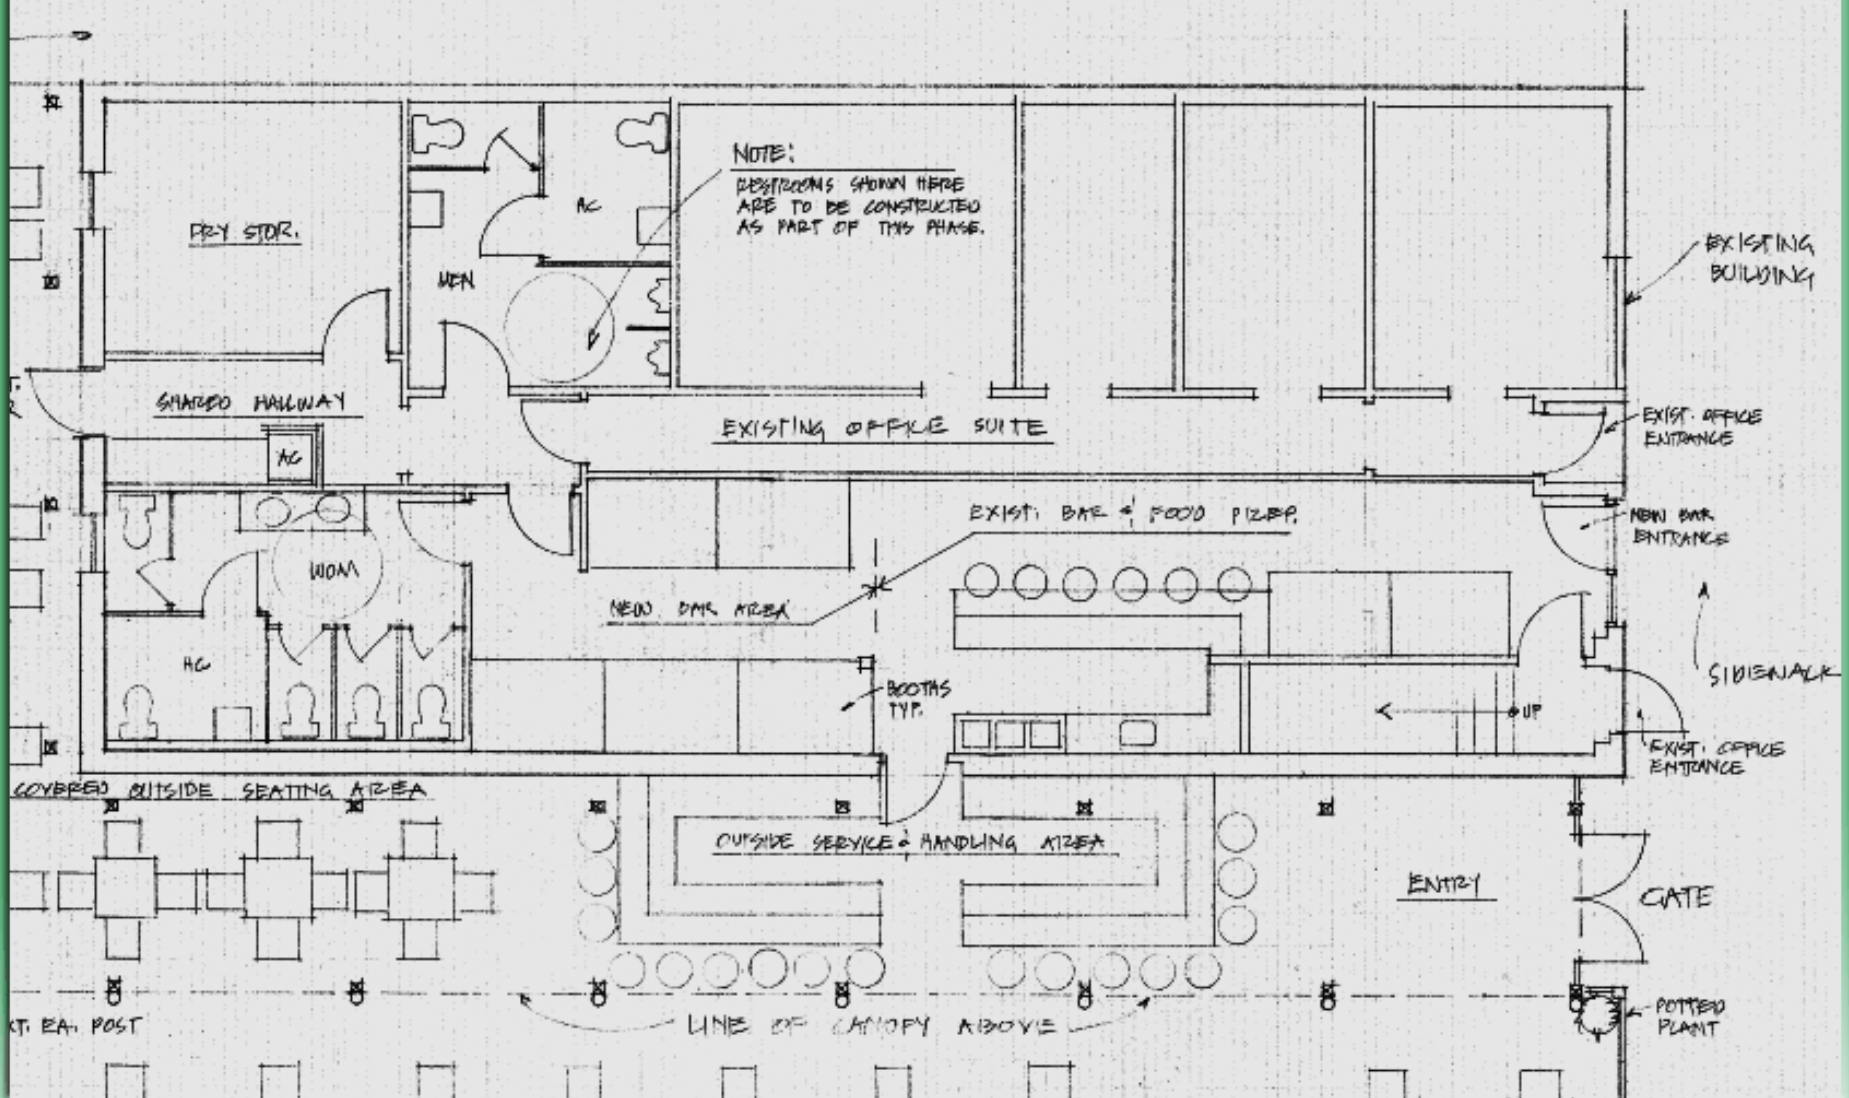 NOTE:
RESTROOMS SHOWN HERE
ARE TO BE CONSTRUCTED
AS PART OF THIS PHASE.
DRY STOR.
AC
MEN
EXISTING
BUILDING
SHARED HALLWAY
EXISTING OFFICE SUITE
EXIST. OFFICE
ENTRANCE
AC
EXIST. BAR & FOOD PREP.
NEW BAR
ENTRANCE
WOM
NEW BAR AREA
HC
BOOTHS
TYP.
UP
SIDEWALK
EXIST. OFFICE
ENTRANCE
COVERED OUTSIDE SEATING AREA
OUTSIDE SERVICE & HANDLING AREA
ENTRY
GATE
EA. POST
LINE OF CANOPY ABOVE
POTTED
PLANT